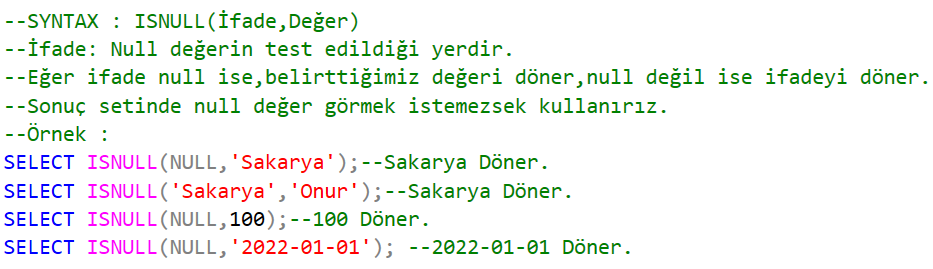 --SYNTAX : ISNULL(İfade,Değer)
--İfade: Null değerin test edildiği yerdir.
--Eğer ifade null ise,belirttiğimiz değeri döner,null değil ise ifadeyi döner.
--Sonuç setinde null değer görmek istemezsek kullanırız.
--Örnek :
SELECT ISNULL(NULL,'Sakarya');--Sakarya Döner.
SELECT ISNULL('Sakarya','Onur');--Sakarya Döner.
SELECT ISNULL(NULL,100);--100 Döner.
SELECT ISNULL(NULL,'2022-01-01'); --2022-01-01 Döner.